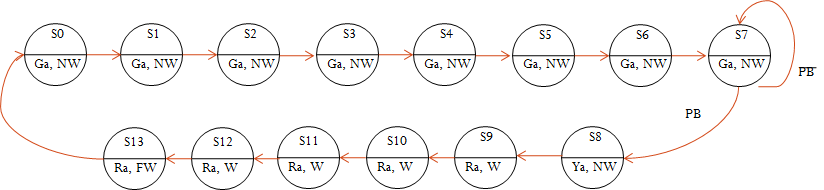 S0 S1 S2 S3 S4 S5 S6 S7
Ga, NW Ga, NW Ga, NW Ga, NW Ga, NW Ga, NW Ga, NW Ga, NW
P̅B̅
PB
S13 S12 S11 S10 S9 S8
Ra, FW Ra, W Ra, W Ra, W Ra, W Ya, NW